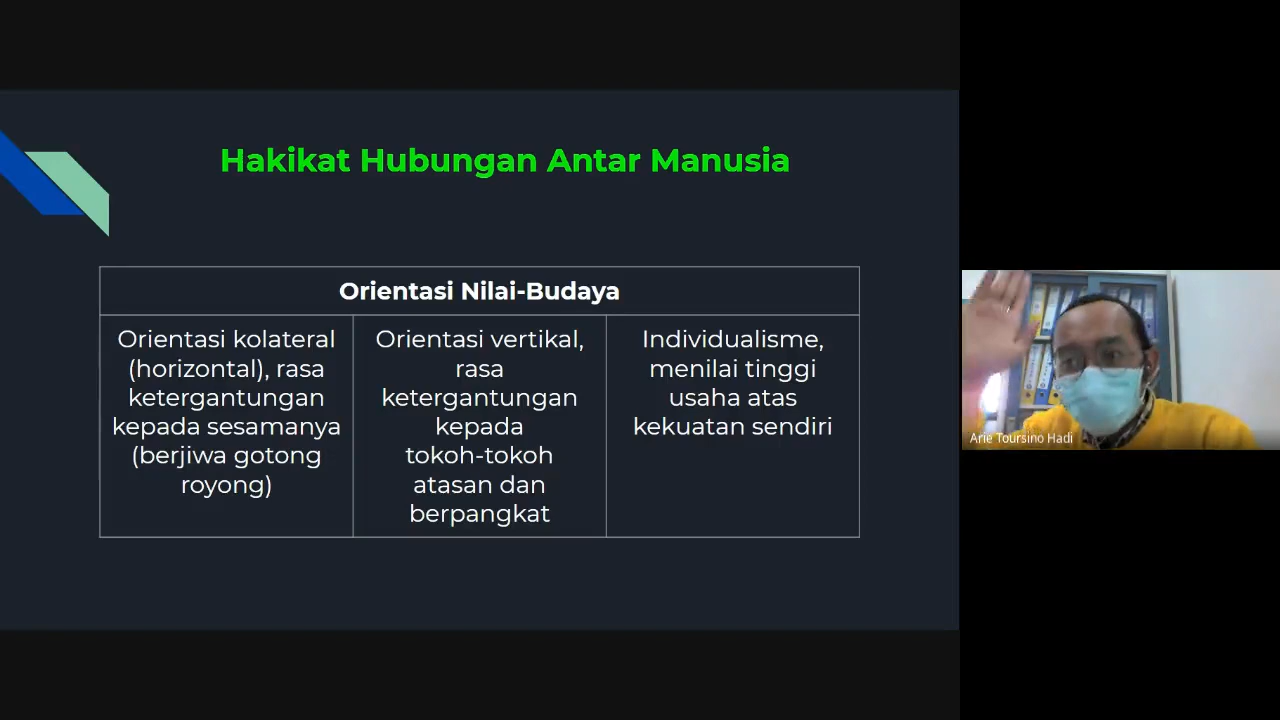 Hakikat Hubungan Antar Manusia
Orientasi Nilai-Budaya
Orientasi kolateral
(horizontal), rasa
ketergantungan
kepada sesamanya
(berjiwa gotong
royong)
Orientasi vertikal,
rasa
ketergantungan
kepada
tokoh-tokoh
atasan dan
berpangkat
Individualisme,
menilai tinggi
usaha atas
kekuatan sendiri
Arie Toursino Hadi